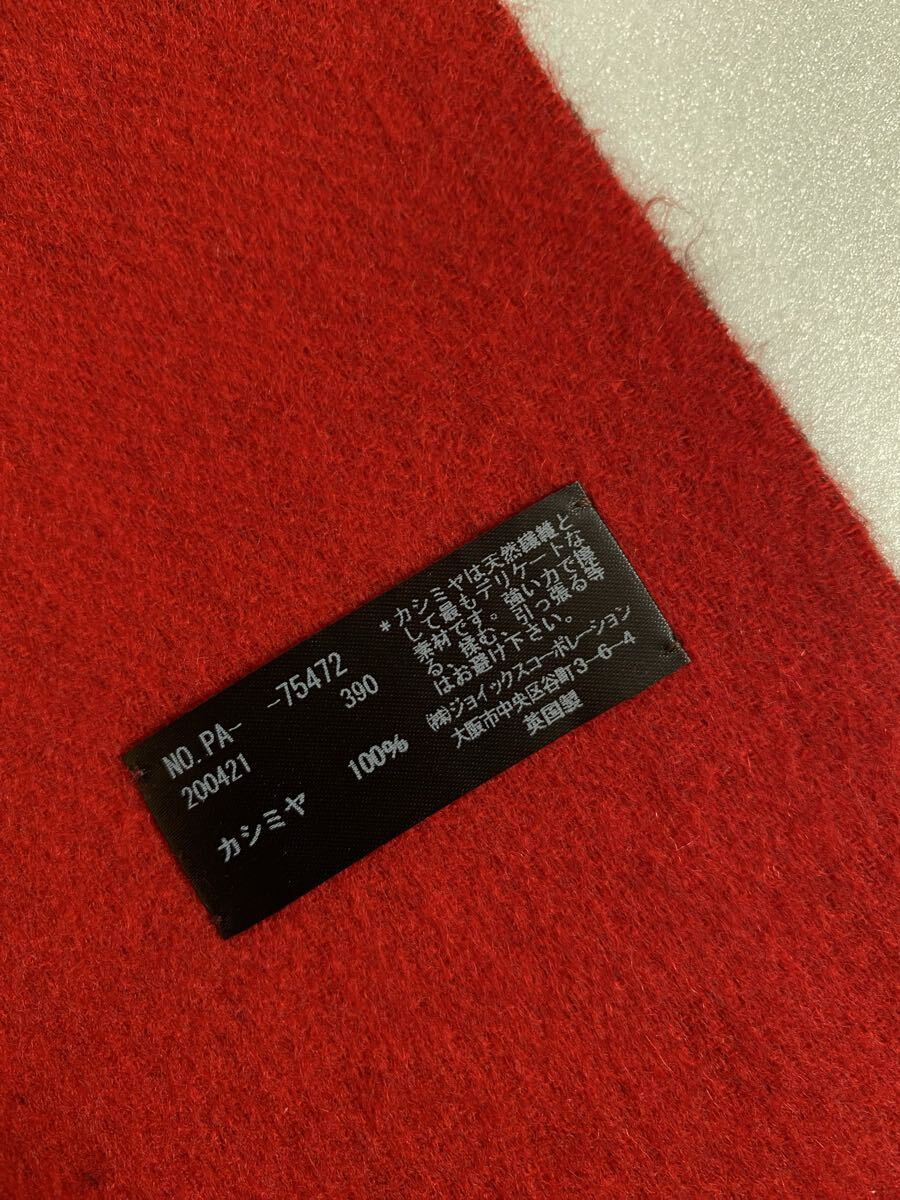 NO.PA- -75472
200421 390
カシミヤ 100%
*カシミヤは天然繊維と
して最もデリケートな
素材です。強い力で擦
る、揉む、引っ張る等
はお避け下さい。
㈱ジョイックスコーポレーション
大阪市中央区谷町3-6-4
英国製